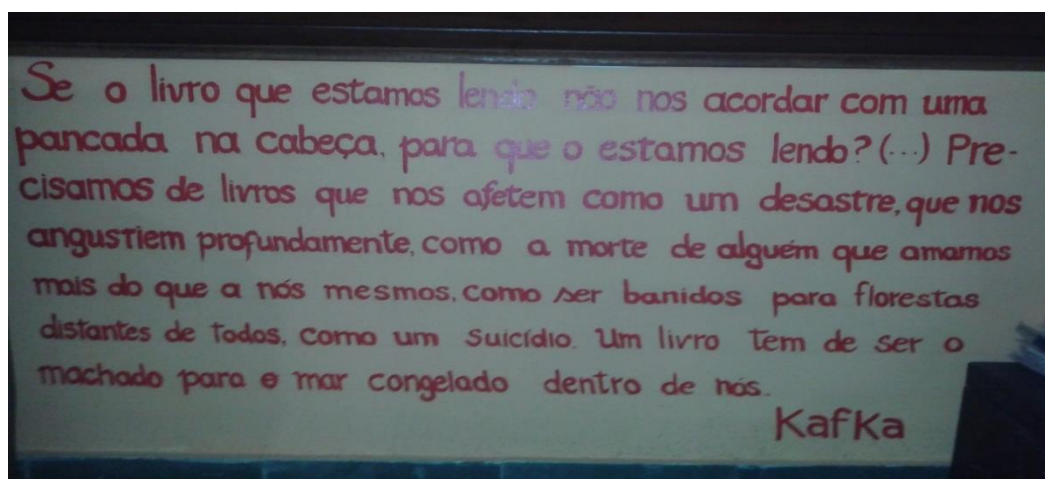 Se o livro que estamos lendo não nos acordar com uma
pancada na cabeça, para que o estamos lendo? (...) Pre-
cisamos de livros que nos afetem como um desastre, que nos
angustiem profundamente, como a morte de alguém que amamos
mais do que a nós mesmos, como ser banidos para florestas
distantes de todos, como um suicídio. Um livro tem de ser o
machado para o mar congelado dentro de nós.
Kafka